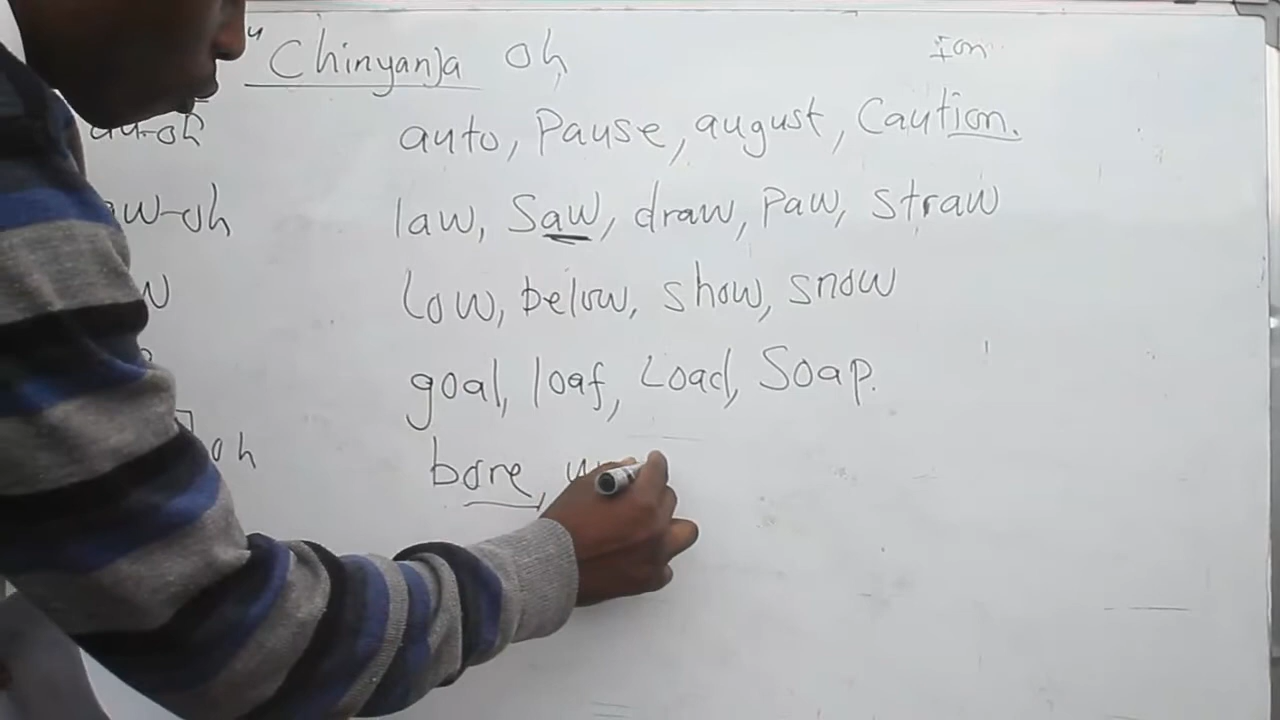 "Chinyanja oh ion
au-oh auto, Pause, august, Caution.
aw-oh law, Saw, draw, paw, straw
w low, below, show, snow
goal, loaf, Load, Soap.
oh bore,